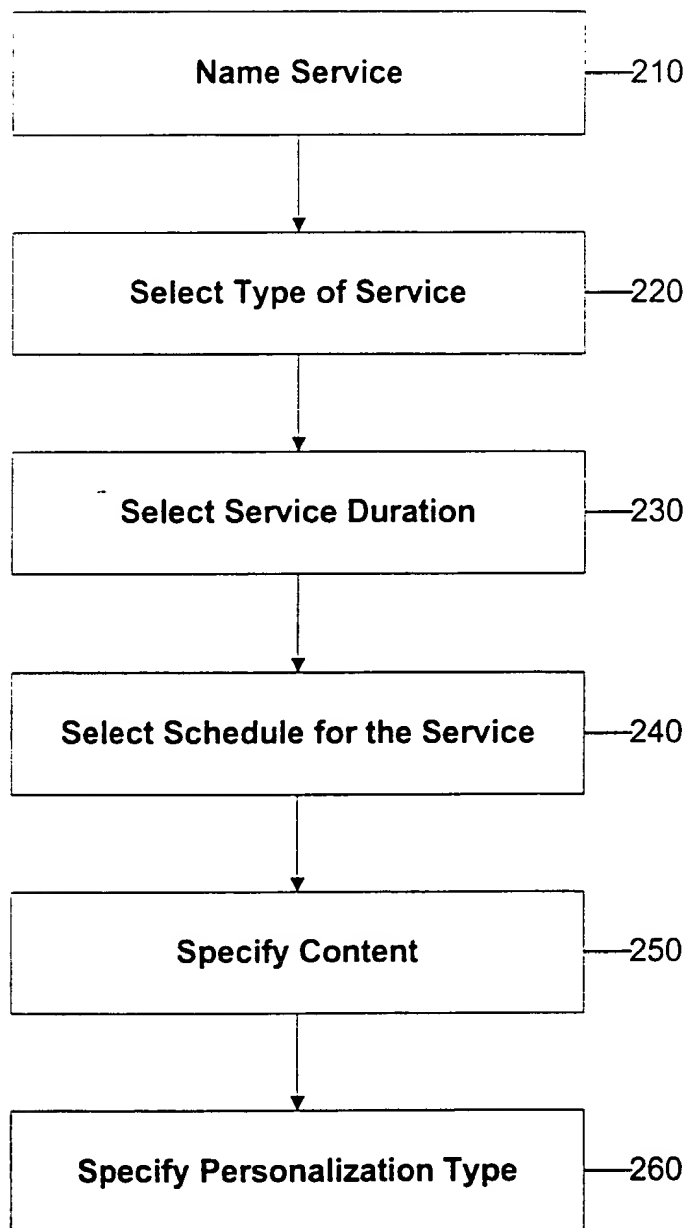 Name Service
210
Select Type of Service
220
Select Service Duration
230
Select Schedule for the Service
240
Specify Content
250
Specify Personalization Type
260